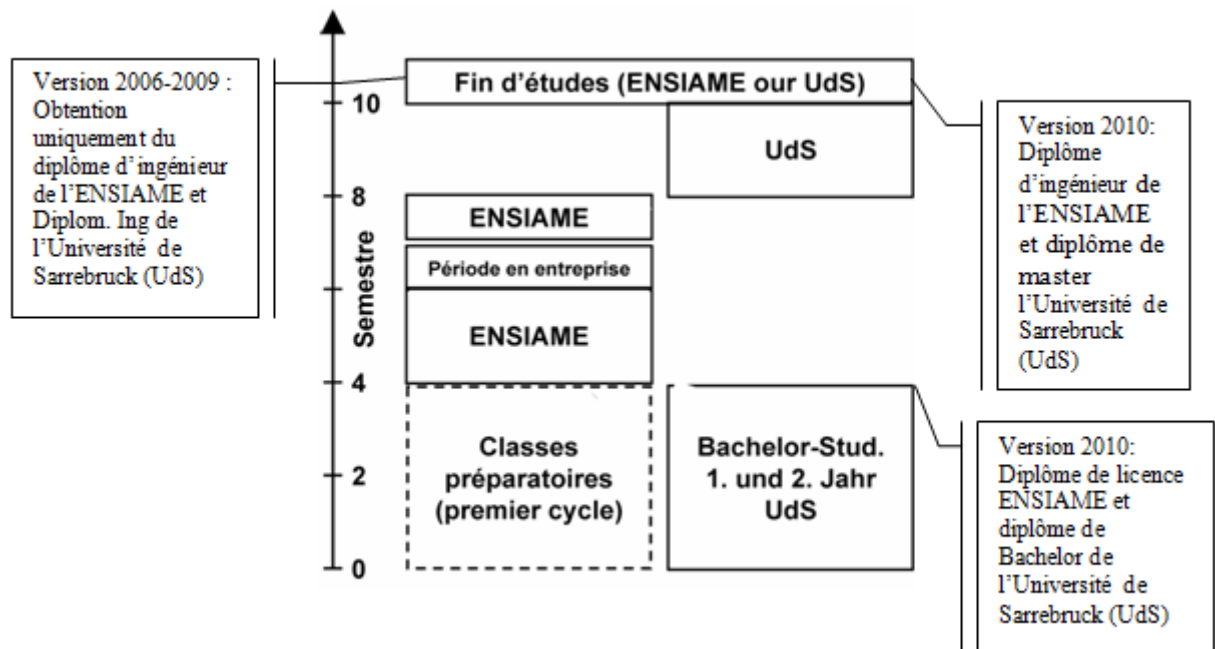 Version 2006-2009 :
Obtention
uniquement du
diplôme d'ingénieur
de l'ENSIAME et
Diplom. Ing de
l'Université de
Sarrebruck (UdS)
Semestre
10
8
4
2
0
Fin d'études (ENSIAME our UdS)
UdS
ENSIAME
Période en entreprise
ENSIAME
Classes
préparatoires
(premier cycle)
Bachelor-Stud.
1. und 2. Jahr
UdS
Version 2010:
Diplôme
d'ingénieur de
l'ENSIAME
et diplôme de
master
l'Université de
Sarrebruck
(UdS)
Version 2010:
Diplôme de licence
ENSIAME et
diplôme de
Bachelor de
l'Université de
Sarrebruck (UdS)